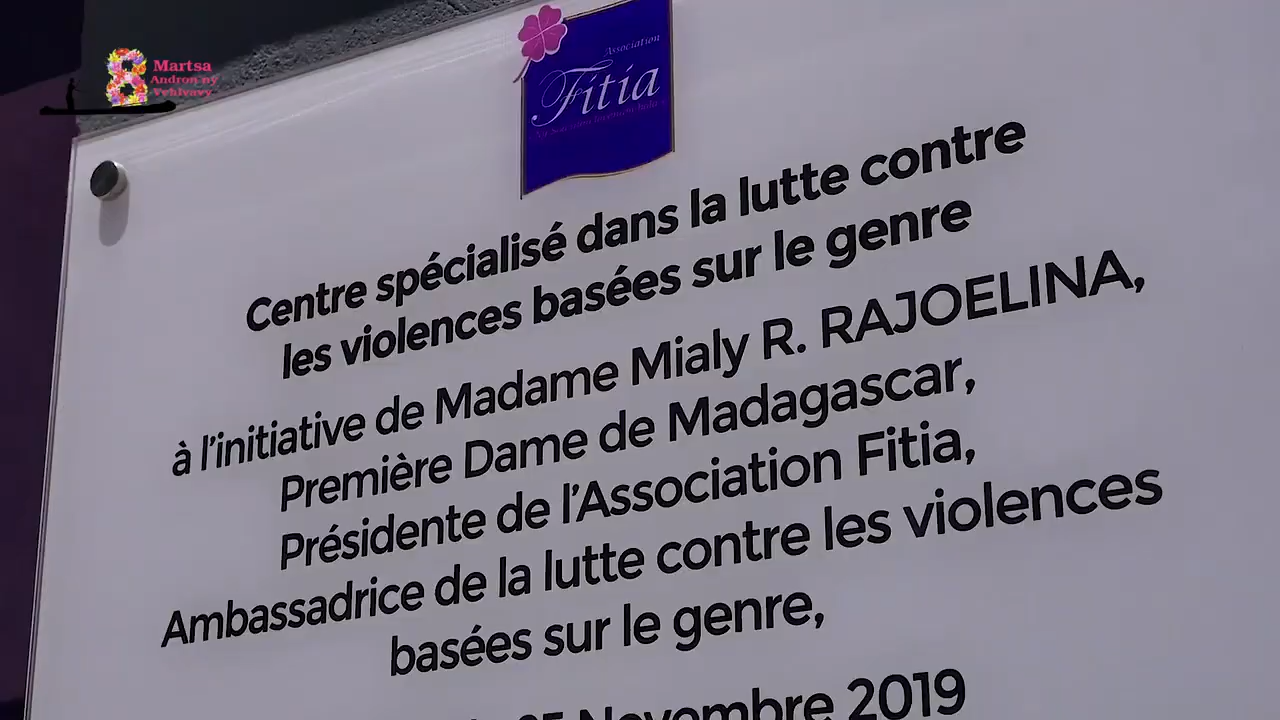 8 Martsa
Andron'ny
Vehivavy
Association
Fitia
Centre spécialisé dans la lutte contre
les violences basées sur le genre
à l'initiative de Madame Mialy R. RAJOELINA,
Première Dame de Madagascar,
Présidente de l'Association Fitia,
Ambassadrice de la lutte contre les violences
basées sur le genre,
25 Novembre 2019